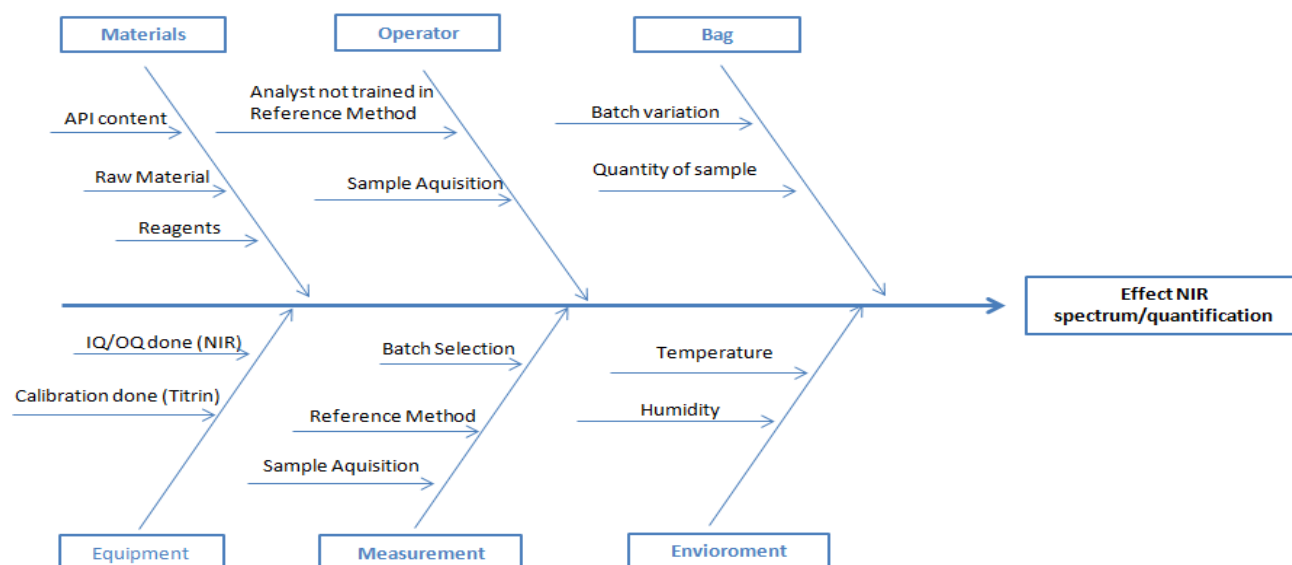 Materials
Operator
Bag
Analyst not trained in
Reference Method
API content
Batch variation
Raw Material
Sample Aquisition
Quantity of sample
Reagents
Effect NIR
spectrum/quantification
IQ/OQ done (NIR)
Batch Selection
Temperature
Calibration done (Titrin)
Reference Method
Humidity
Sample Aquisition
Equipment
Measurement
Envioroment